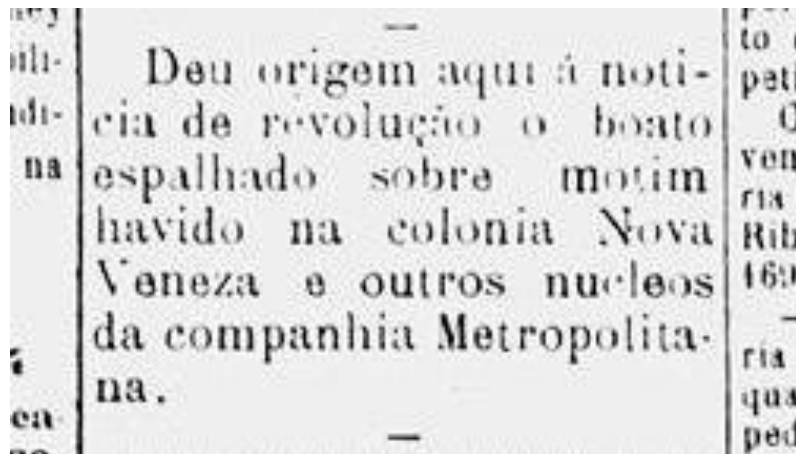 Deu origem aqui á noti-
cia de revolução o boato
espalhado sobre motim
havido na colonia Nova
Veneza e outros nucleos
da companhia Metropolita-
na.